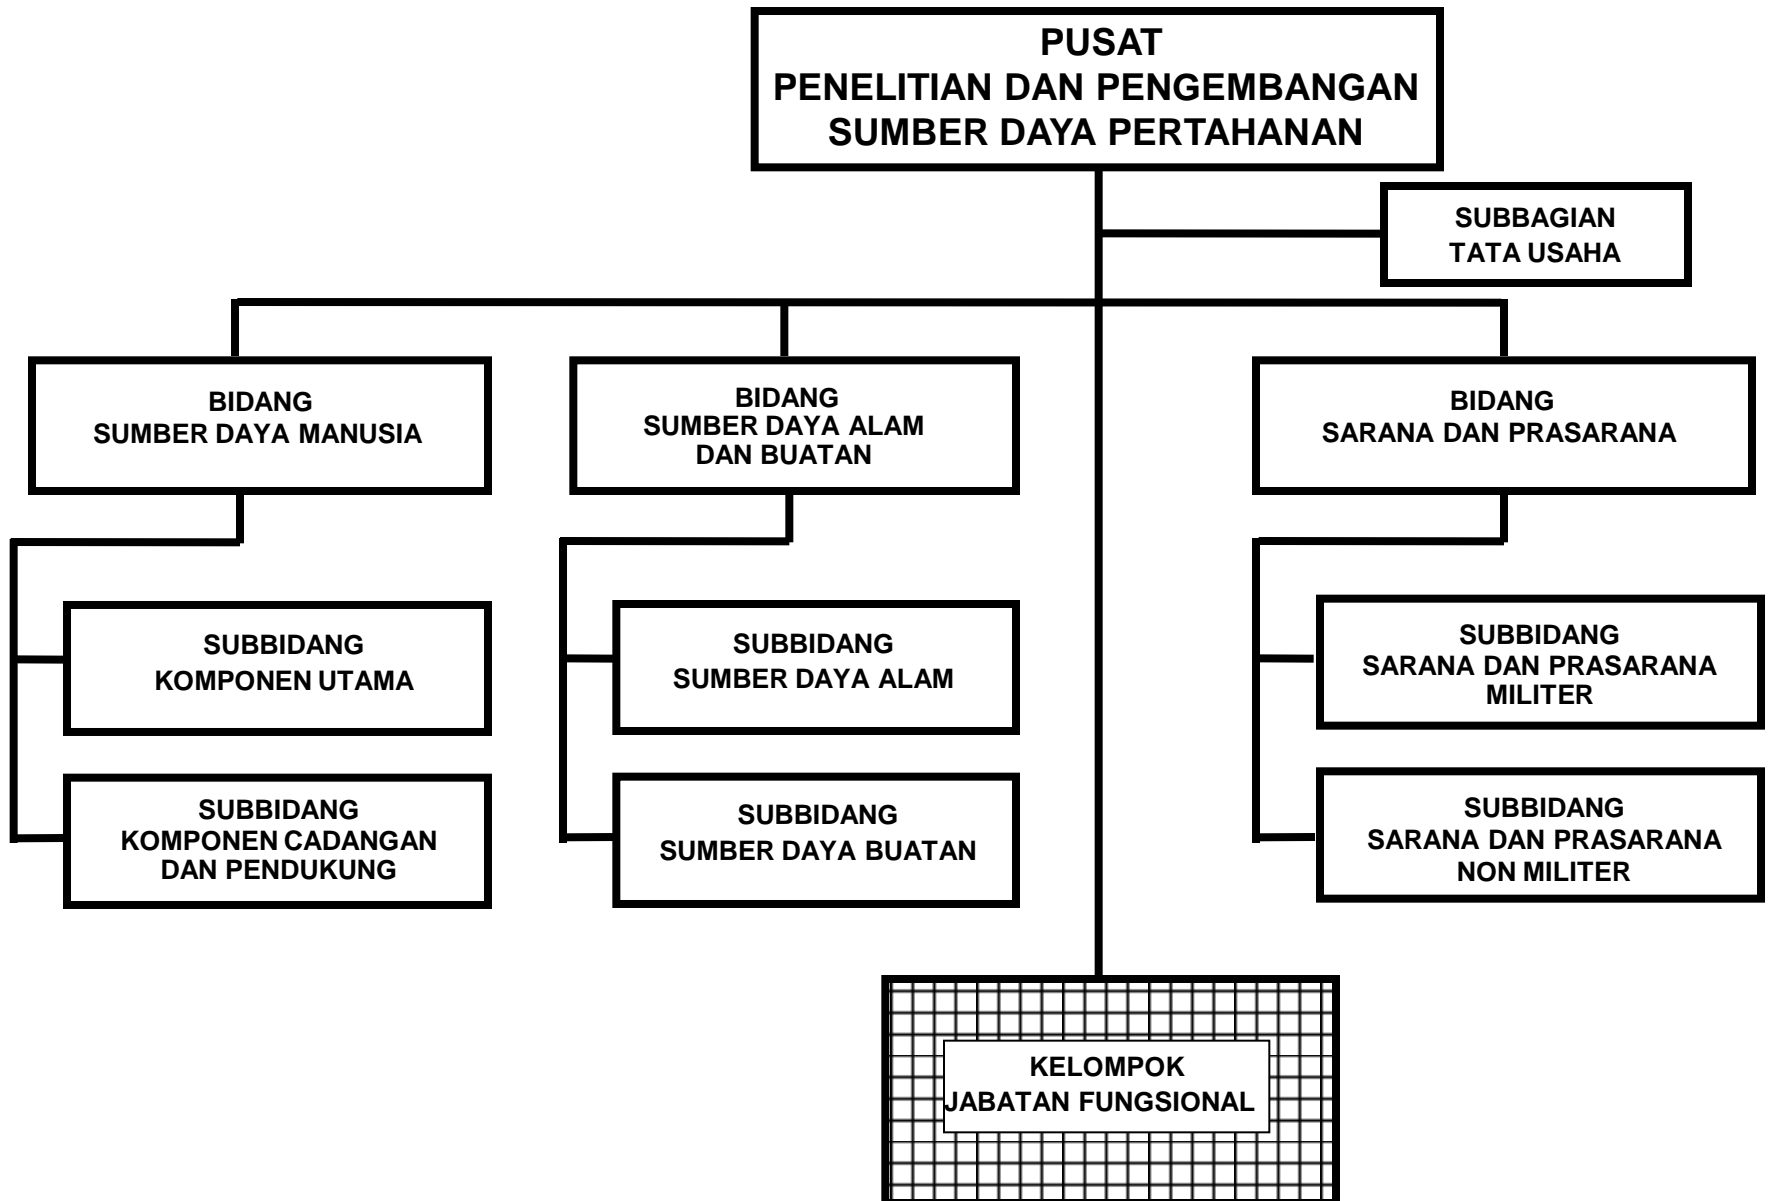 PUSAT
PENELITIAN DAN PENGEMBANGAN
SUMBER DAYA PERTAHANAN
SUBBAGIAN
TATA USAHA
BIDANG
SUMBER DAYA MANUSIA
BIDANG
SUMBER DAYA ALAM
DAN BUATAN
BIDANG
SARANA DAN PRASARANA
SUBBIDANG
KOMPONEN UTAMA
SUBBIDANG
SUMBER DAYA ALAM
SUBBIDANG
SARANA DAN PRASARANA
MILITER
SUBBIDANG
KOMPONEN CADANGAN
DAN PENDUKUNG
SUBBIDANG
SUMBER DAYA BUATAN
SUBBIDANG
SARANA DAN PRASARANA
NON MILITER
KELOMPOK
JABATAN FUNGSIONAL